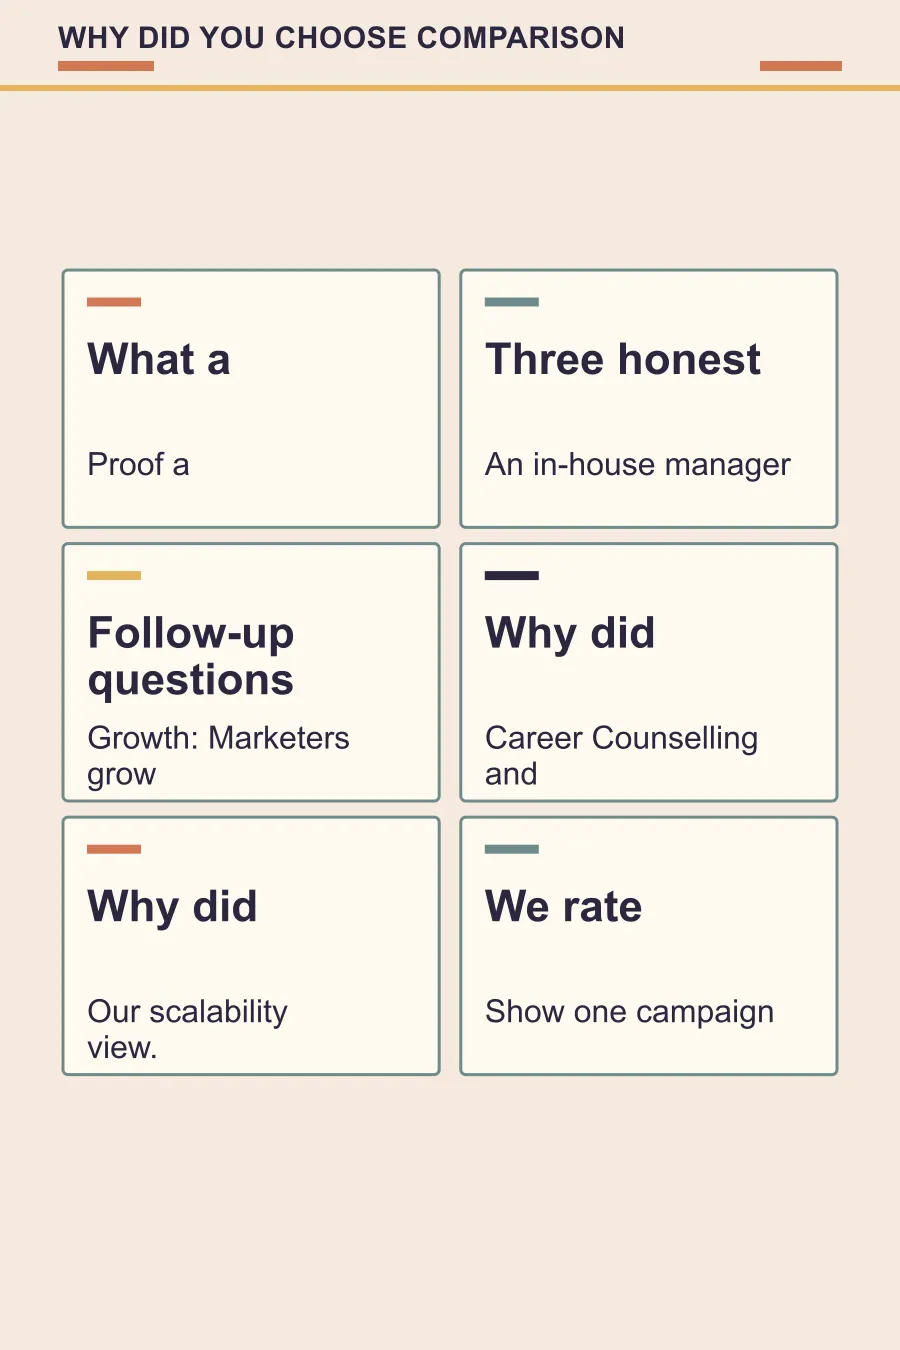 WHY DID YOU CHOOSE COMPARISON
What a
Proof a
Three honest
An in-house manager
Follow-up
questions
Growth: Marketers
grow
Why did
Career Counselling
and
Why did
Our scalability
view.
We rate
Show one campaign